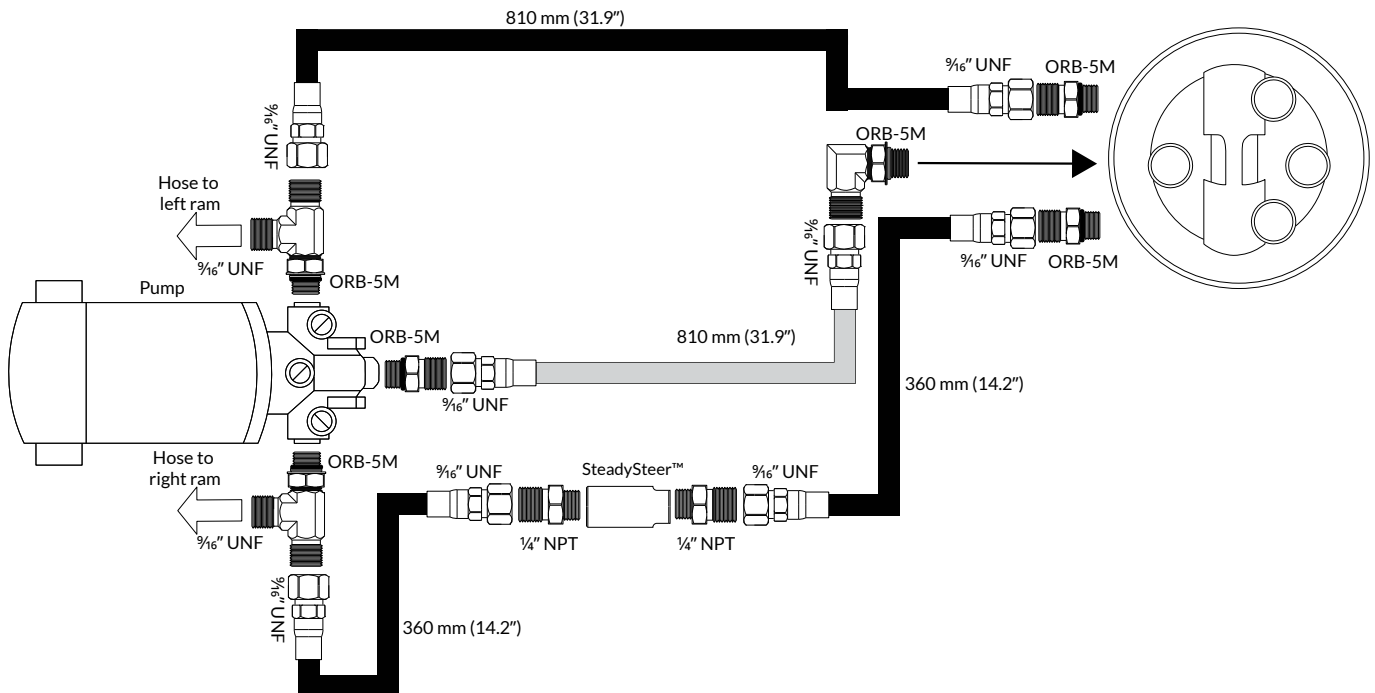 810 mm (31.9″)
⁹⁄₁₆″ UNF
ORB-5M
⁹⁄₁₆″ UNF
ORB-5M
Hose to
left ram
⁹⁄₁₆″ UNF
ORB-5M
⁹⁄₁₆″ UNF
⁹⁄₁₆″ UNF
ORB-5M
Pump
ORB-5M
810 mm (31.9″)
⁹⁄₁₆″ UNF
360 mm (14.2″)
Hose to
right ram
ORB-5M
⁹⁄₁₆″ UNF
SteadySteer™
⁹⁄₁₆″ UNF
⁹⁄₁₆″ UNF
¼″ NPT
¼″ NPT
⁹⁄₁₆″ UNF
360 mm (14.2″)